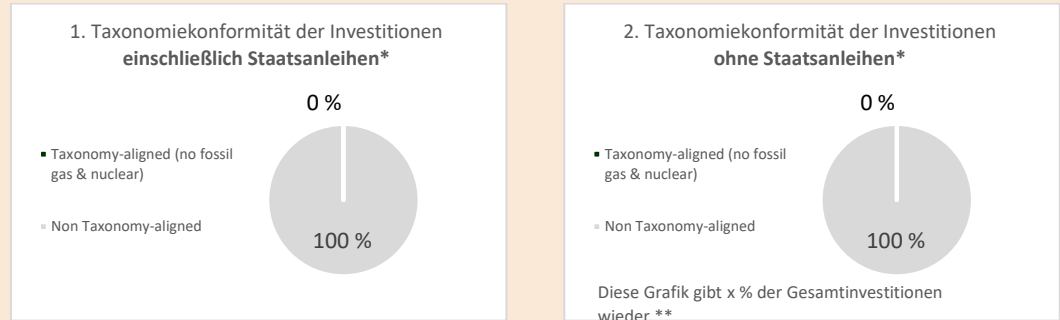 1. Taxonomiekonformität der Investitionen
einschließlich Staatsanleihen*
0 %
Taxonomy-aligned (no fossil
gas & nuclear)
Non Taxonomy-aligned
100 %
2. Taxonomiekonformität der Investitionen
ohne Staatsanleihen*
0 %
Taxonomy-aligned (no fossil
gas & nuclear)
Non Taxonomy-aligned
100 %
Diese Grafik gibt x % der Gesamtinvestitionen
wieder **